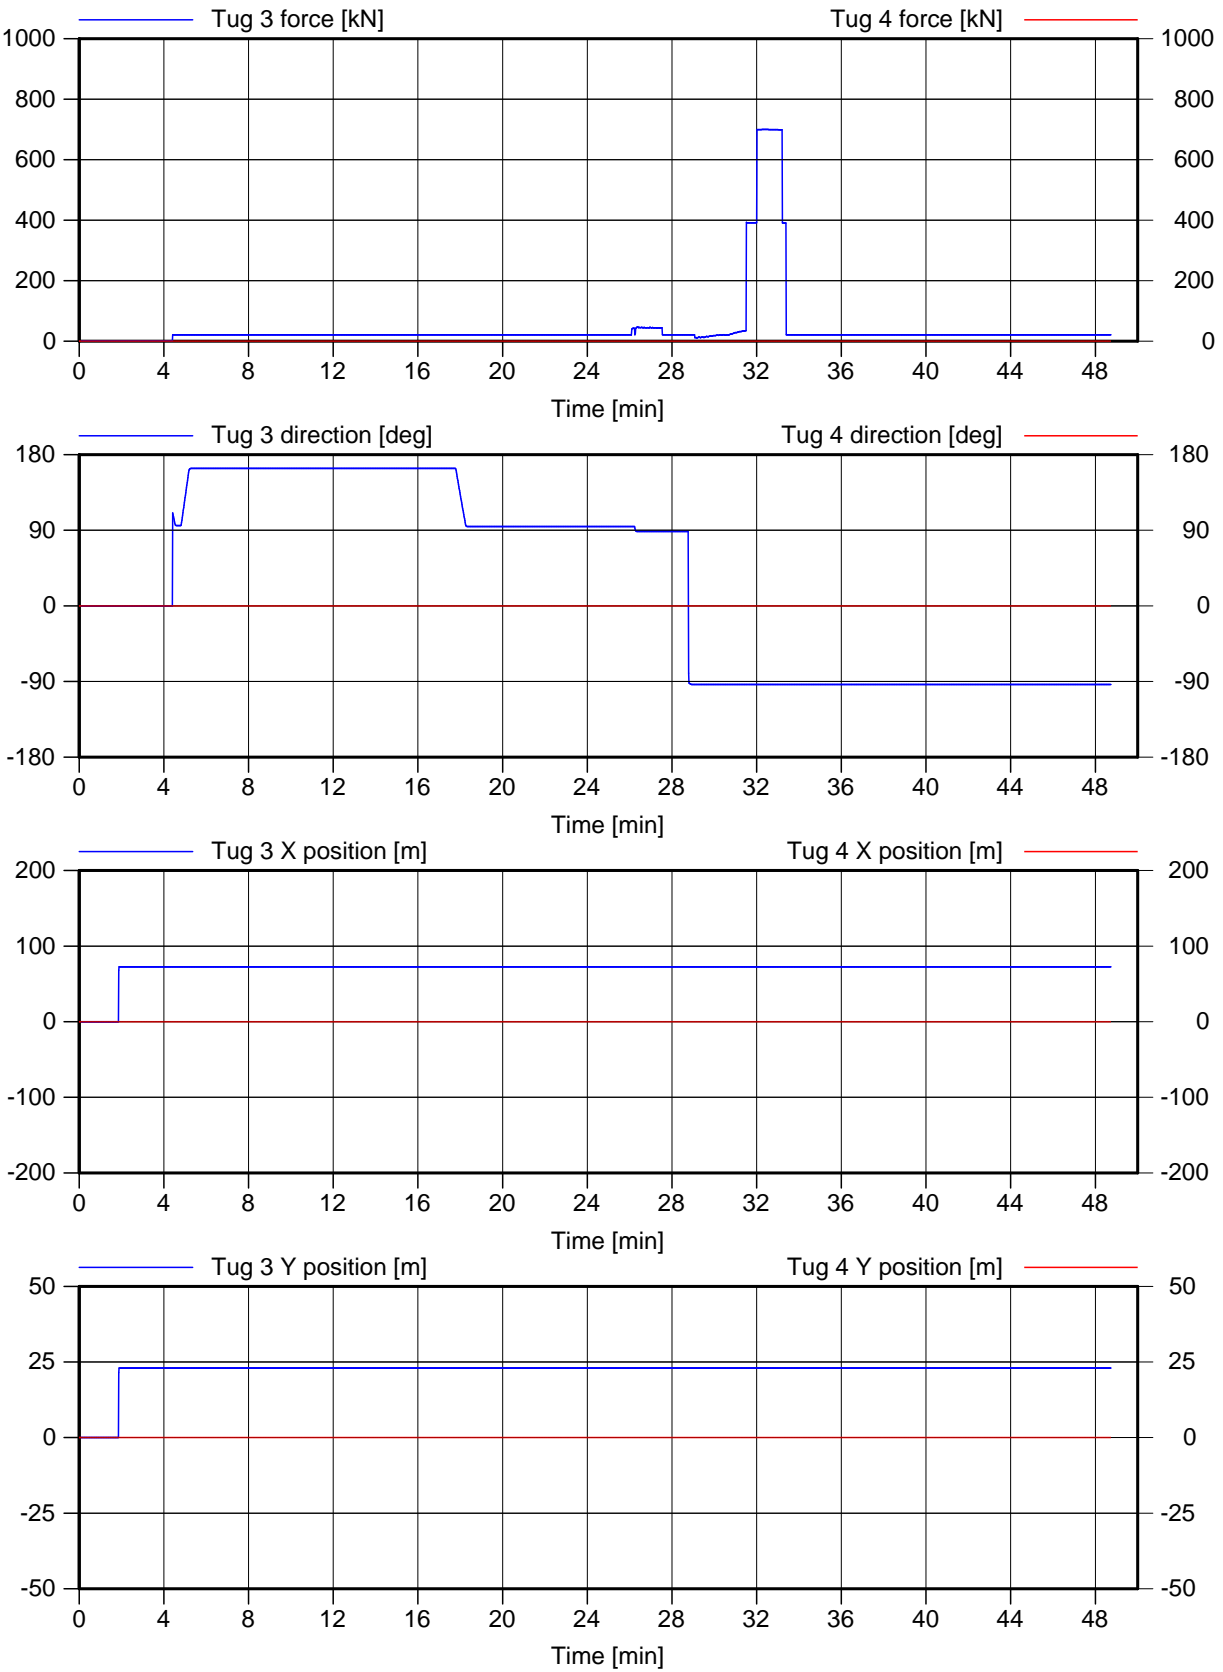 Tug 3 force [kN] Tug 4 force [kN]
1000 1000
800 800
600 600
400 400
200 200
0 0
0 4 8 12 16 20 24 28 32 36 40 44 48
Time [min]
Tug 3 direction [deg] Tug 4 direction [deg]
180 180
90 90
0 0
-90 -90
-180 -180
0 4 8 12 16 20 24 28 32 36 40 44 48
Time [min]
Tug 3 X position [m] Tug 4 X position [m]
200 200
100 100
0 0
-100 -100
-200 -200
0 4 8 12 16 20 24 28 32 36 40 44 48
Time [min]
Tug 3 Y position [m] Tug 4 Y position [m]
50 50
25 25
0 0
-25 -25
-50 -50
0 4 8 12 16 20 24 28 32 36 40 44 48
Time [min]